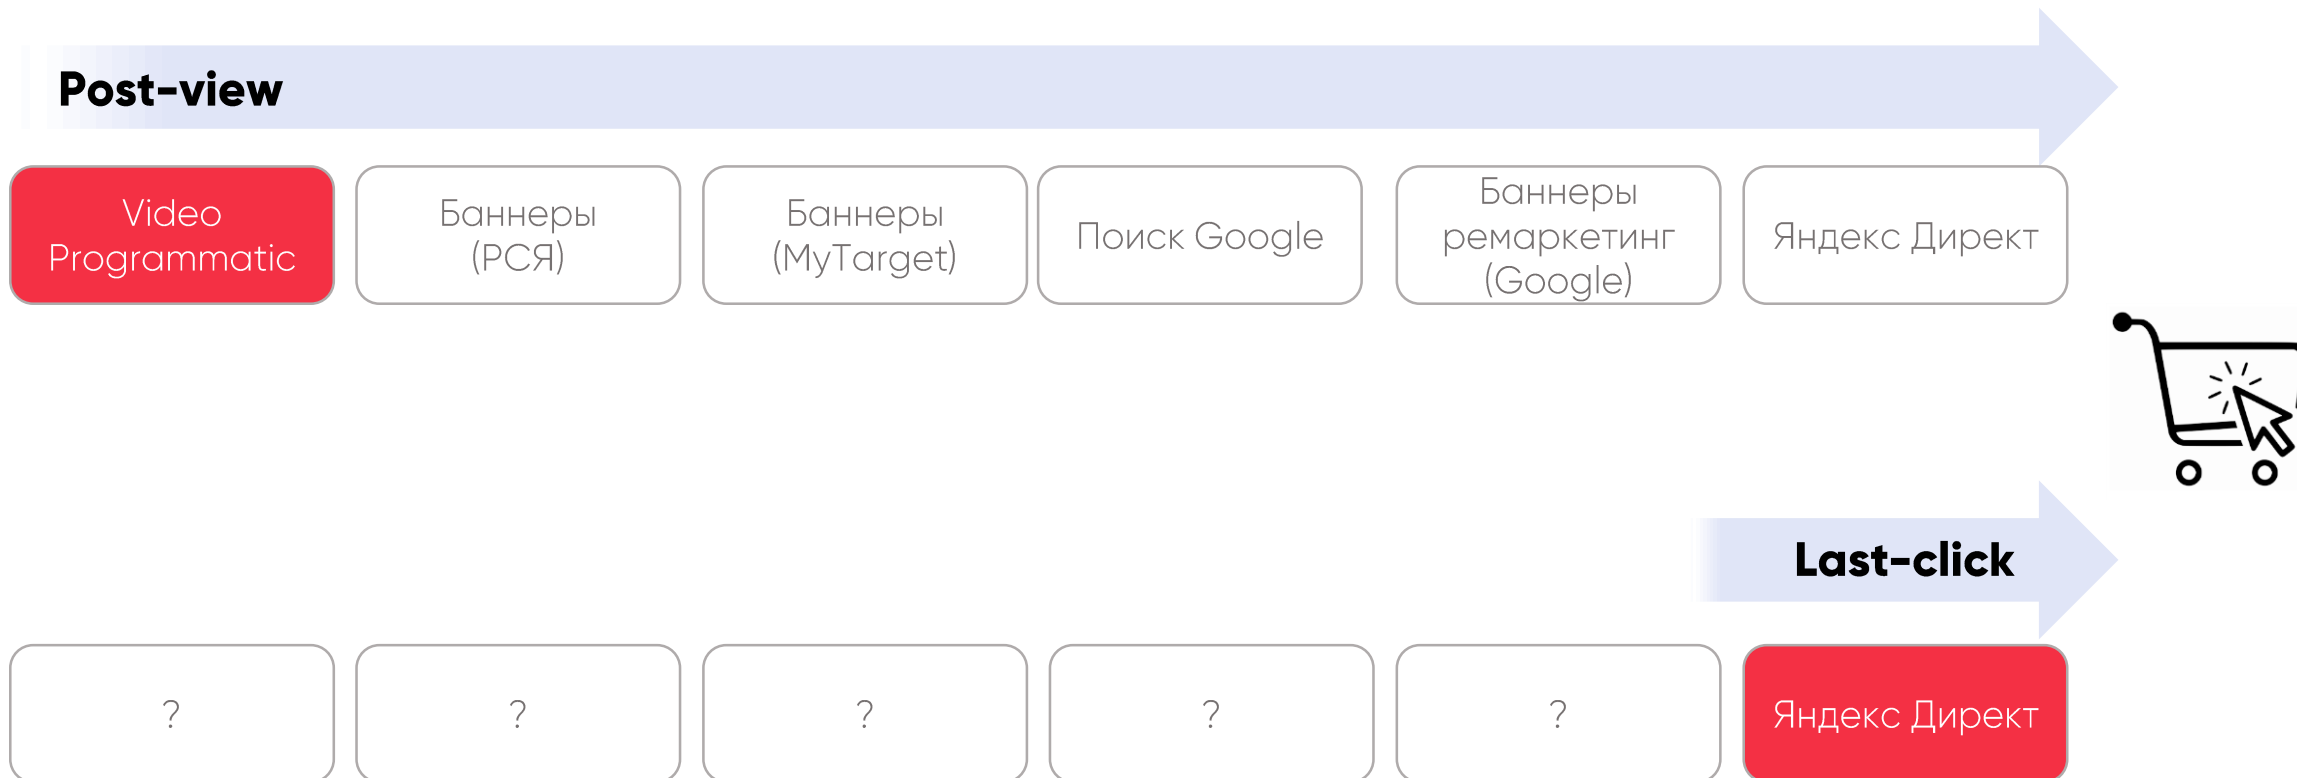 Post-view
Video
Programmatic
Баннеры
(РСЯ)
Баннеры
(MyTarget)
Поиск Google
Баннеры
ремаркетинг
(Google)
Яндекс Директ
Last-click
?
?
?
?
?
Яндекс Директ